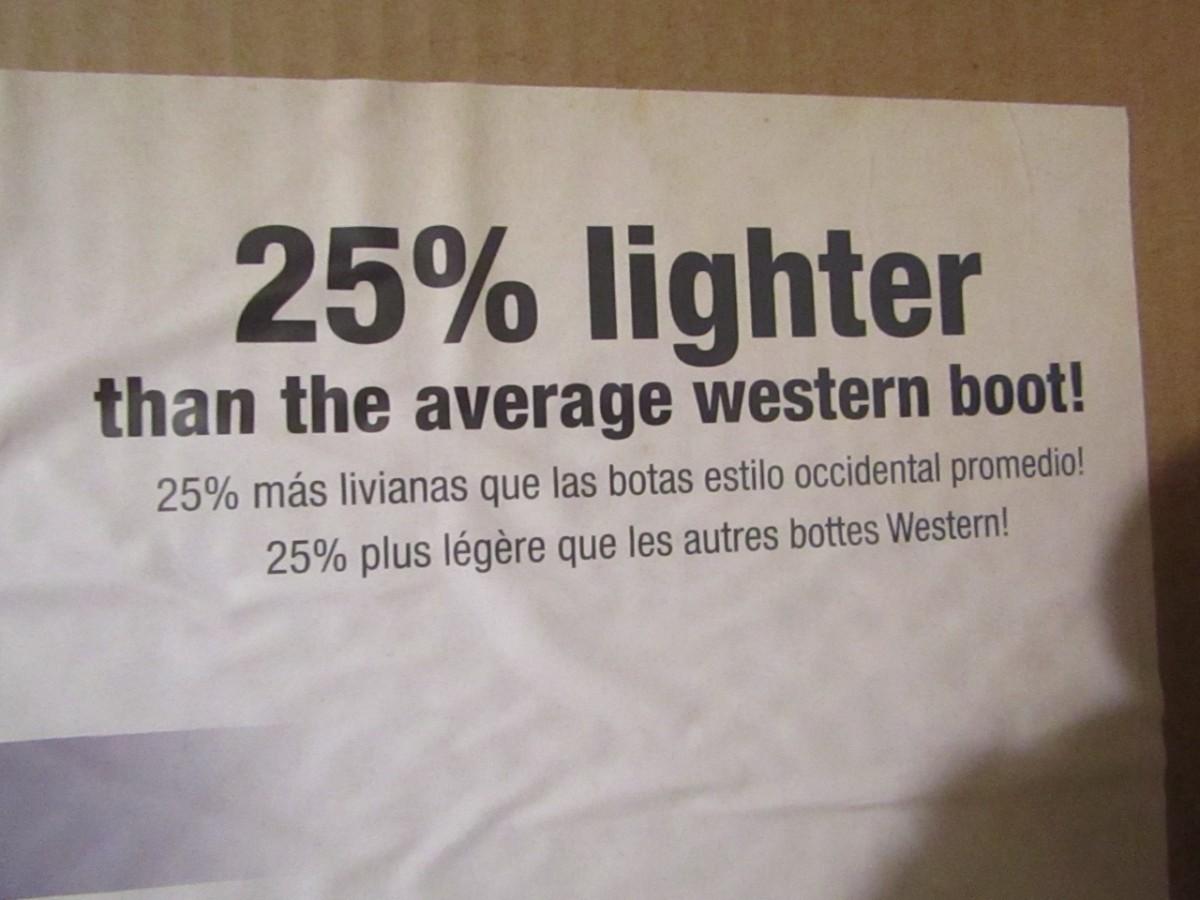 25% lighter
than the average western boot!
25% más livianas que las botas estilo occidental promedio!
25% plus légère que les autres bottes Western!